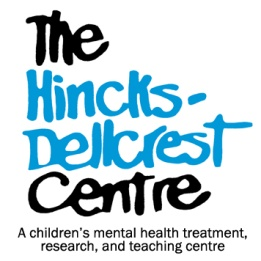 The
Hincks-
Dellcrest
Centre
A children's mental health treatment,
research, and teaching centre